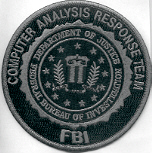 COMPUTER ANALYSIS RESPONSE TEAM
DEPARTMENT OF JUSTICE
FEDERAL BUREAU OF INVESTIGATION
FBI